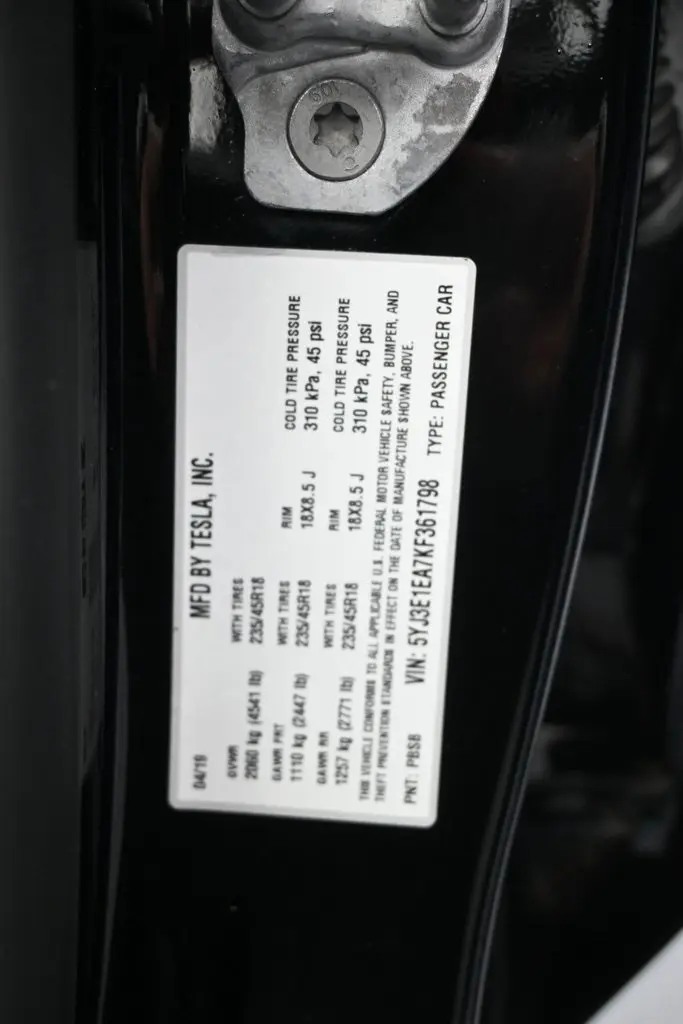 04/19 MFD BY TESLA, INC.
GVWR WITH TIRES
2060 kg (4541 lb) 235/45R18
GAWR FRT WITH TIRES RIM COLD TIRE PRESSURE
1110 kg (2447 lb) 235/45R18 18X8.5 J 310 kPa, 45 psi
GAWR RR WITH TIRES RIM COLD TIRE PRESSURE
1257 kg (2771 lb) 235/45R18 18X8.5 J 310 kPa, 45 psi
THIS VEHICLE CONFORMS TO ALL APPLICABLE U.S. FEDERAL MOTOR VEHICLE SAFETY, BUMPER, AND
THEFT PREVENTION STANDARDS IN EFFECT ON THE DATE OF MANUFACTURE SHOWN ABOVE.
PNT: PBSB VIN: 5YJ3E1EA7KF361798 TYPE: PASSENGER CAR